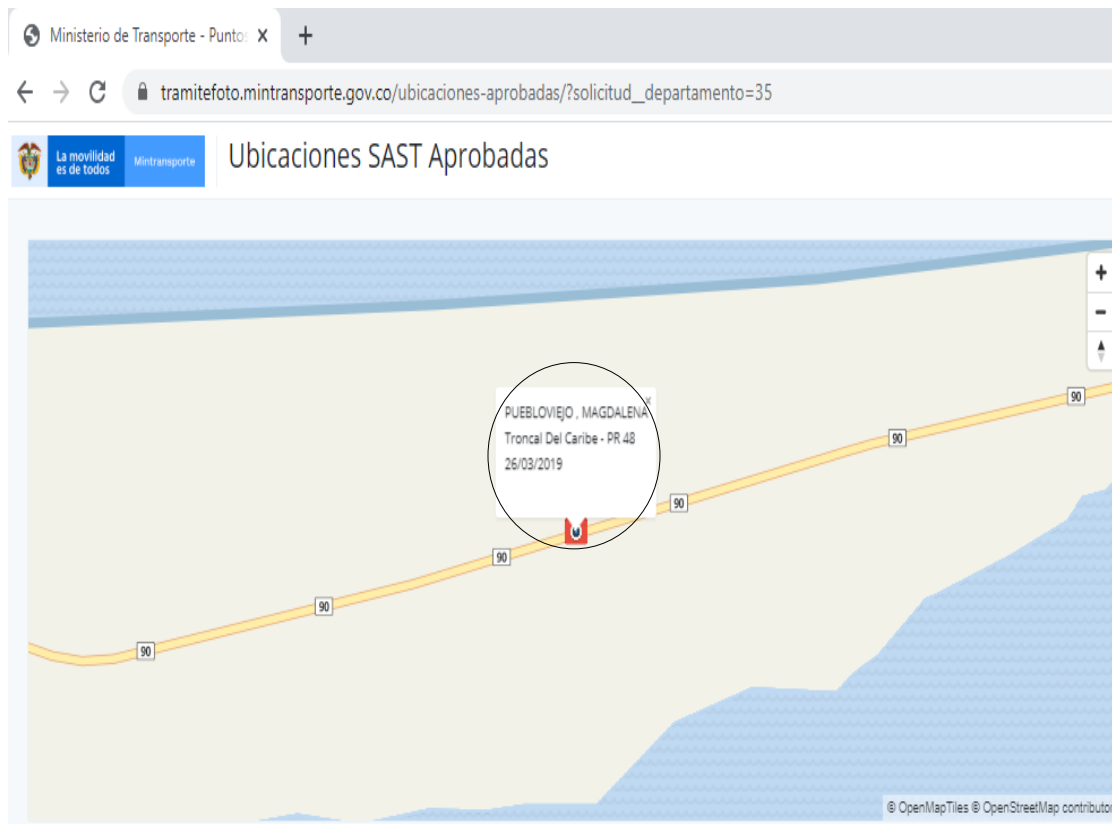 Ministerio de Transporte - Punto
tramitefoto.mintransporte.gov.co/ubicaciones-aprobadas/?solicitud__departamento=35
La movilidad
es de todos
Mintransporte
Ubicaciones SAST Aprobadas
PUEBLOVIEJO , MAGDALENA
Troncal Del Caribe - PR 48
26/03/2019
90
90
90
90
90
90
© OpenMapTiles © OpenStreetMap contributor